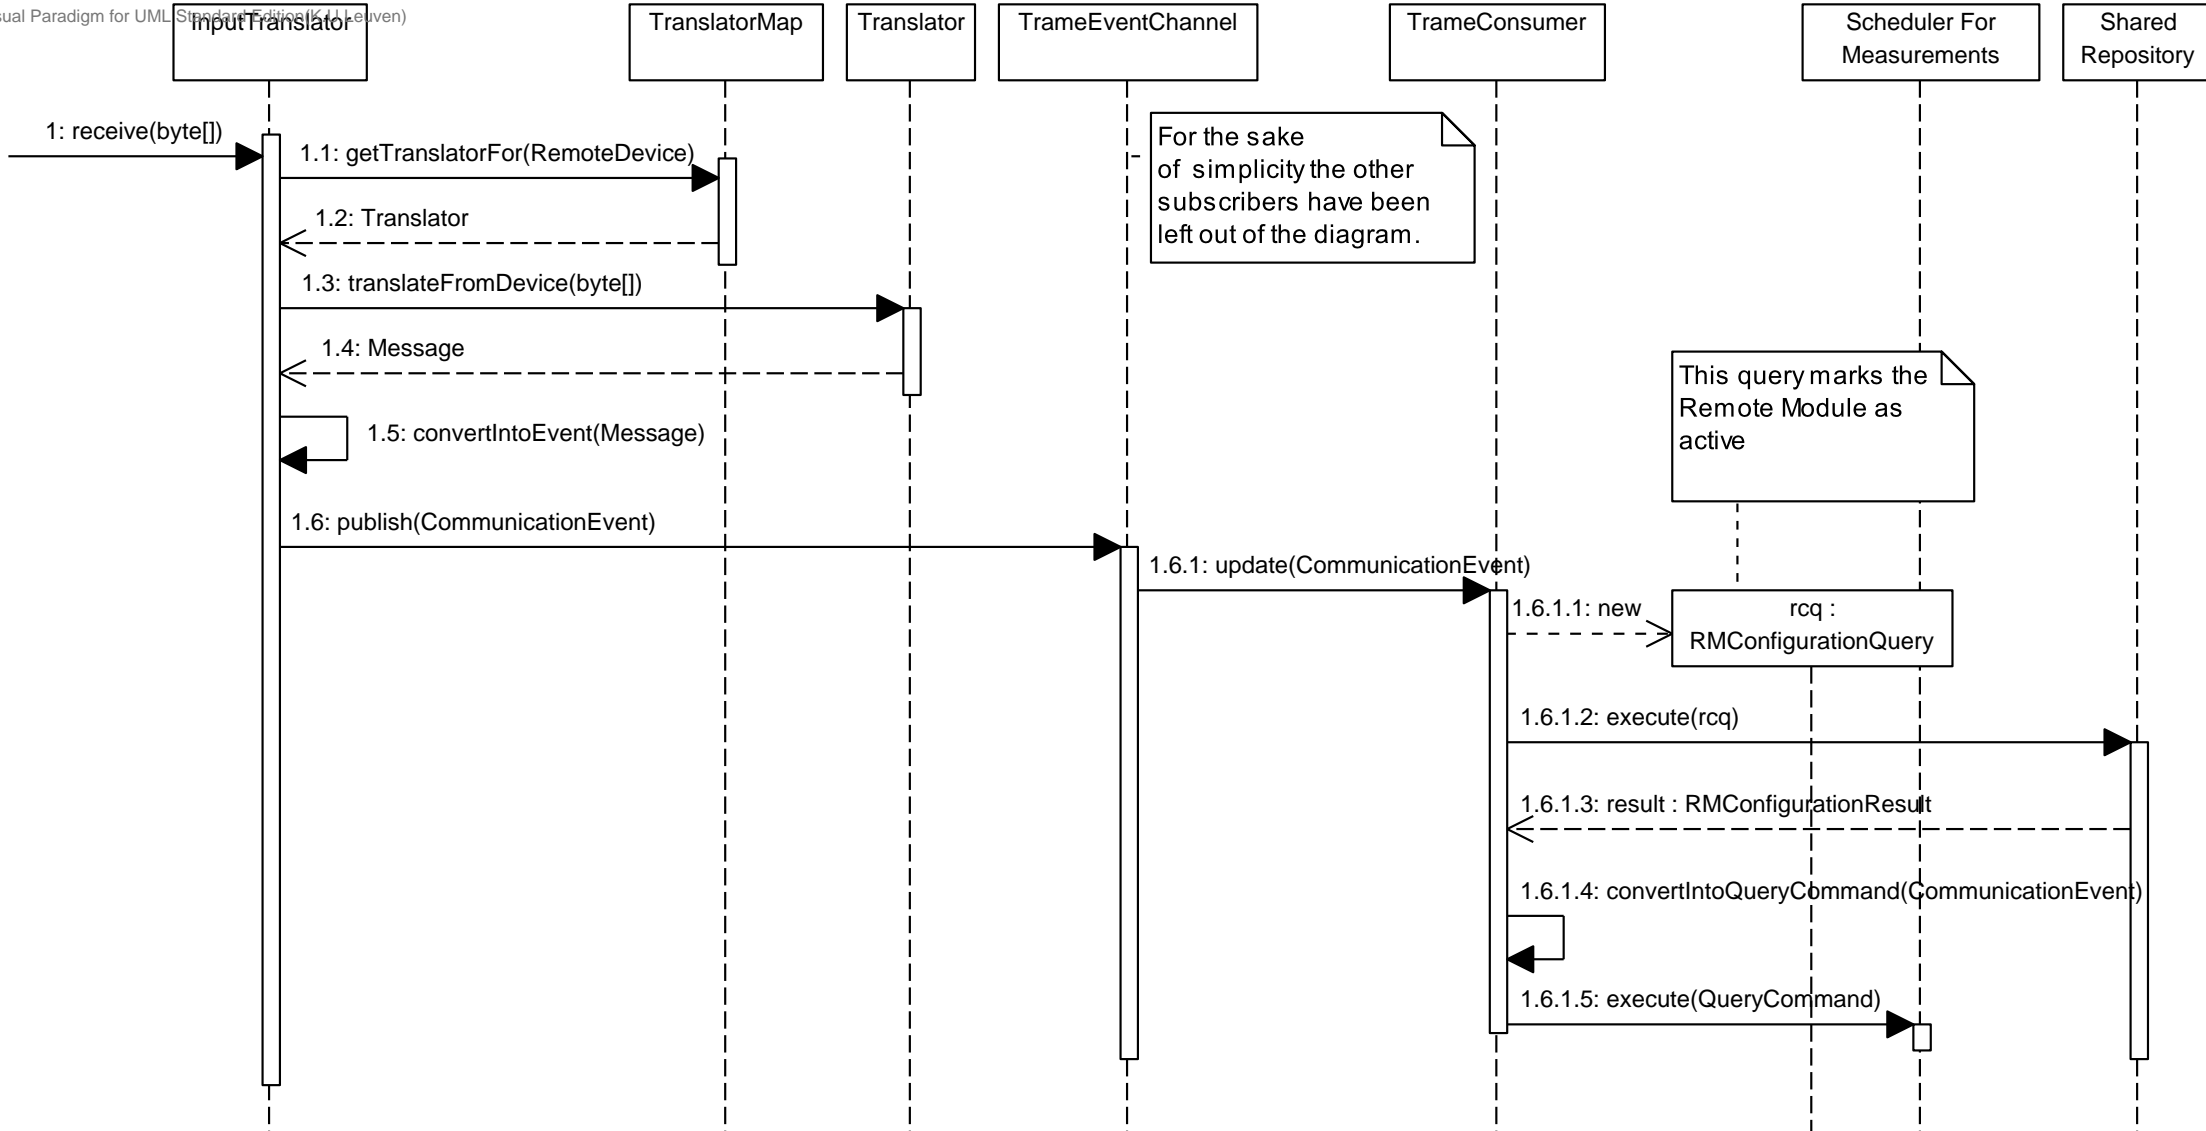 sual Paradigm for UML Standard Edition(K.U.Leuven)
InputTranslator
TranslatorMap
Translator
TrameEventChannel
TrameConsumer
Scheduler For
Measurements
Shared
Repository
1: receive(byte[])
1.1: getTranslatorFor(RemoteDevice)
For the sake
of simplicity the other
subscribers have been
left out of the diagram.
1.2: Translator
1.3: translateFromDevice(byte[])
1.4: Message
This query marks the
Remote Module as
active
1.5: convertIntoEvent(Message)
1.6: publish(CommunicationEvent)
1.6.1: update(CommunicationEvent)
1.6.1.1: new
rcq :
RMConfigurationQuery
1.6.1.2: execute(rcq)
1.6.1.3: result : RMConfigurationResult
1.6.1.4: convertIntoQueryCommand(CommunicationEvent)
1.6.1.5: execute(QueryCommand)